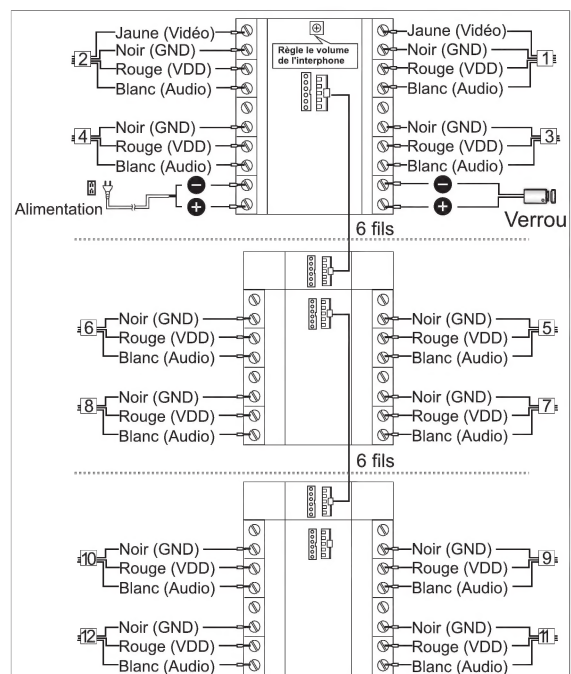 Jaune (Vidéo)
Noir (GND)
2
Rouge (VDD)
Blanc (Audio)
Règle le volume
de l'interphone
Jaune (Vidéo)
Noir (GND)
1
Rouge (VDD)
Blanc (Audio)
Noir (GND)
4
Rouge (VDD)
Blanc (Audio)
Noir (GND)
3
Rouge (VDD)
Blanc (Audio)
Alimentation
Verrou
6 fils
Noir (GND)
6
Rouge (VDD)
Blanc (Audio)
Noir (GND)
5
Rouge (VDD)
Blanc (Audio)
Noir (GND)
8
Rouge (VDD)
Blanc (Audio)
Noir (GND)
7
Rouge (VDD)
Blanc (Audio)
6 fils
Noir (GND)
10
Rouge (VDD)
Blanc (Audio)
Noir (GND)
9
Rouge (VDD)
Blanc (Audio)
Noir (GND)
12
Rouge (VDD)
Blanc (Audio)
Noir (GND)
11
Rouge (VDD)
Blanc (Audio)